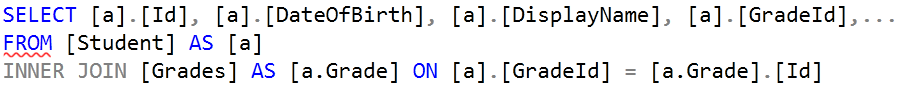 SELECT [a].[Id], [a].[DateOfBirth], [a].[DisplayName], [a].[GradeId],...
FROM [Student] AS [a]
INNER JOIN [Grades] AS [a.Grade] ON [a].[GradeId] = [a.Grade].[Id]